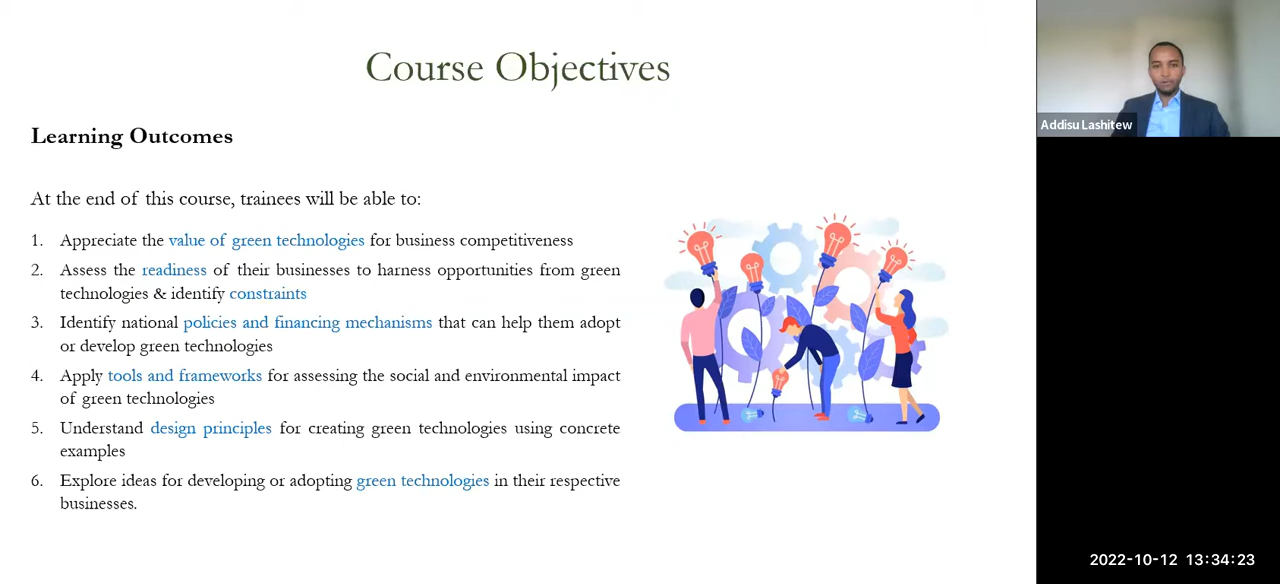 Course Objectives
Learning Outcomes
At the end of this course, trainees will be able to:
1. Appreciate the value of green technologies for business competitiveness
2. Assess the readiness of their businesses to harness opportunities from green
technologies & identify constraints
3. Identify national policies and financing mechanisms that can help them adopt
or develop green technologies
4. Apply tools and frameworks for assessing the social and environmental impact
of green technologies
5. Understand design principles for creating green technologies using concrete
examples
6. Explore ideas for developing or adopting green technologies in their respective
businesses.
Addisu Lashitew
2022-10-12 13:34:23